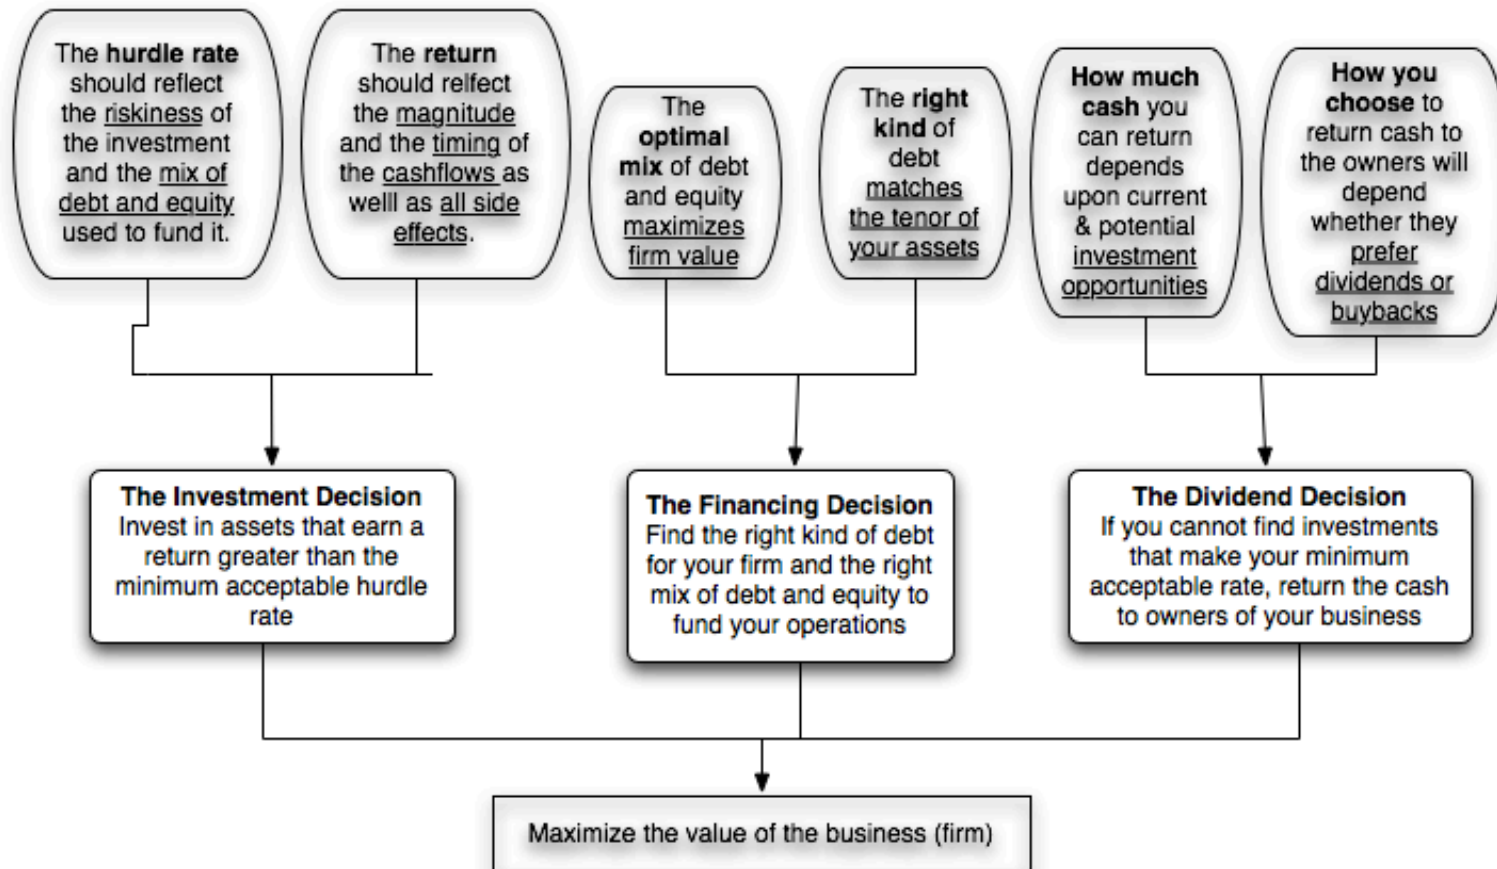 The hurdle rate
should reflect
the riskiness of
the investment
and the mix of
debt and equity
used to fund it.
The return
should relfect
the magnitude
and the timing of
the cashflows as
welll as all side
effects.
The
optimal
mix of debt
and equity
maximizes
firm value
The right
kind of
debt
matches
the tenor of
your assets
How much
cash you
can return
depends
upon current
& potential
investment
opportunities
How you
choose to
return cash to
the owners will
depend
whether they
prefer
dividends or
buybacks
The Investment Decision
Invest in assets that earn a
return greater than the
minimum acceptable hurdle
rate
The Financing Decision
Find the right kind of debt
for your firm and the right
mix of debt and equity to
fund your operations
The Dividend Decision
If you cannot find investments
that make your minimum
acceptable rate, return the cash
to owners of your business
Maximize the value of the business (firm)